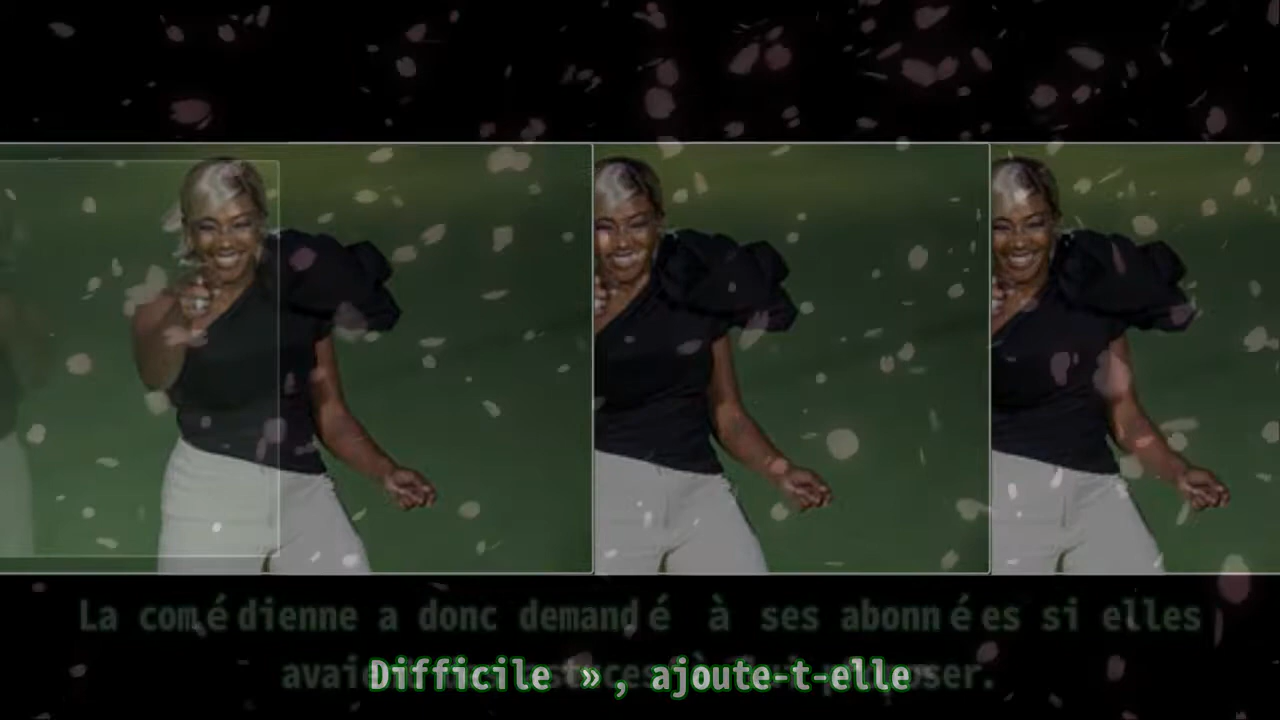 La comédienne a donc demandé à ses abonnées si elles
Difficile », ajoute-t-elle